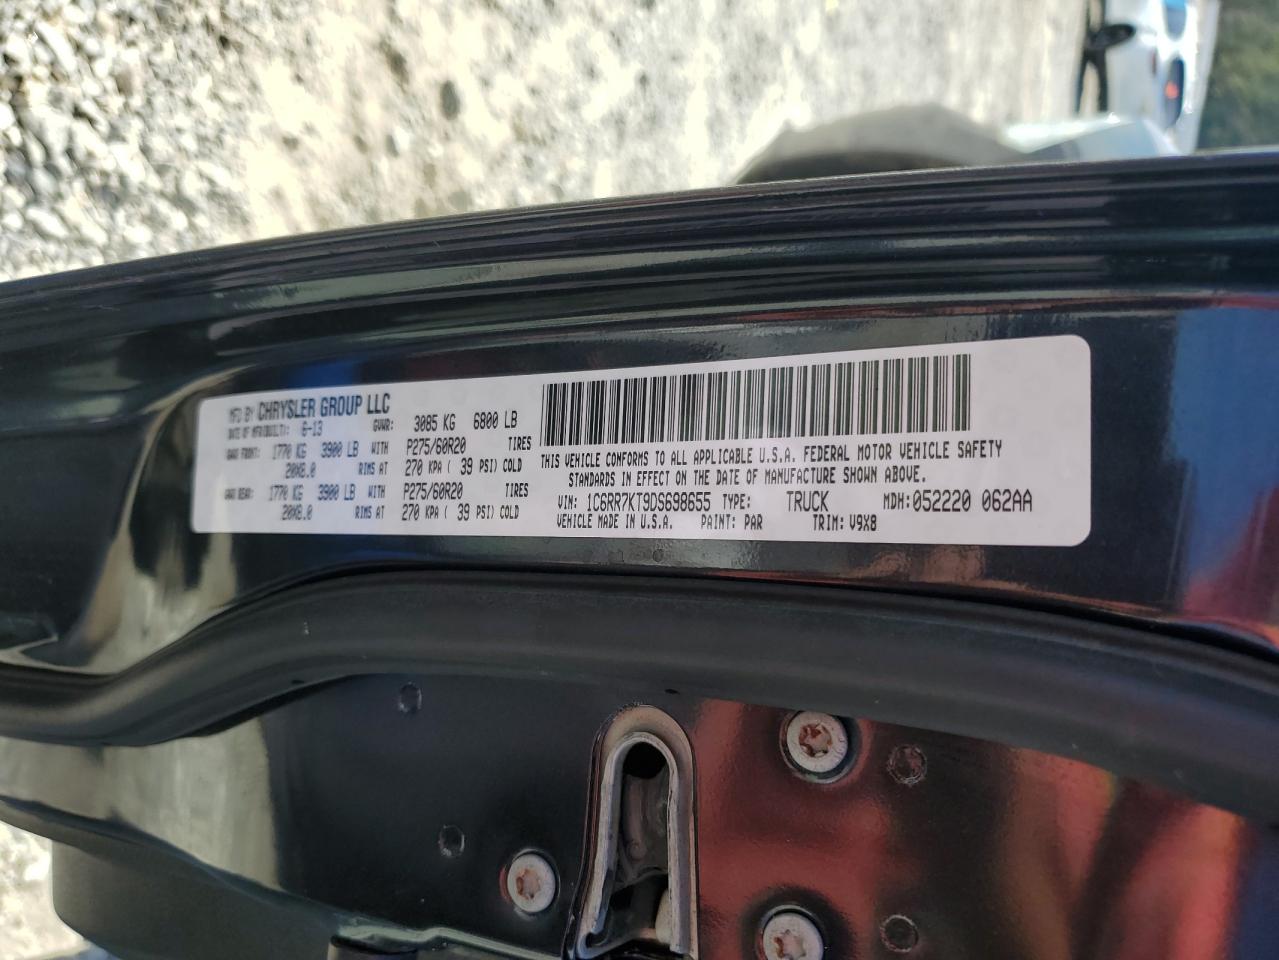 MFD BY CHRYSLER GROUP LLC
DATE OF MFR(BUILT): 6-13 GVWR: 3085 KG 6800 LB
GAWR FRONT: 1770 KG 3900 LB WITH P275/60R20 TIRES
20X8.0 RIMS AT 270 KPA ( 39 PSI) COLD
GAWR REAR: 1770 KG 3900 LB WITH P275/60R20 TIRES
20X8.0 RIMS AT 270 KPA ( 39 PSI) COLD
THIS VEHICLE CONFORMS TO ALL APPLICABLE U.S.A. FEDERAL MOTOR VEHICLE SAFETY
STANDARDS IN EFFECT ON THE DATE OF MANUFACTURE SHOWN ABOVE.
VIN: 1C6RR7KT9DS698655 TYPE: TRUCK MDH: 052220 062AA
VEHICLE MADE IN U.S.A. PAINT: PAR TRIM: V9X8